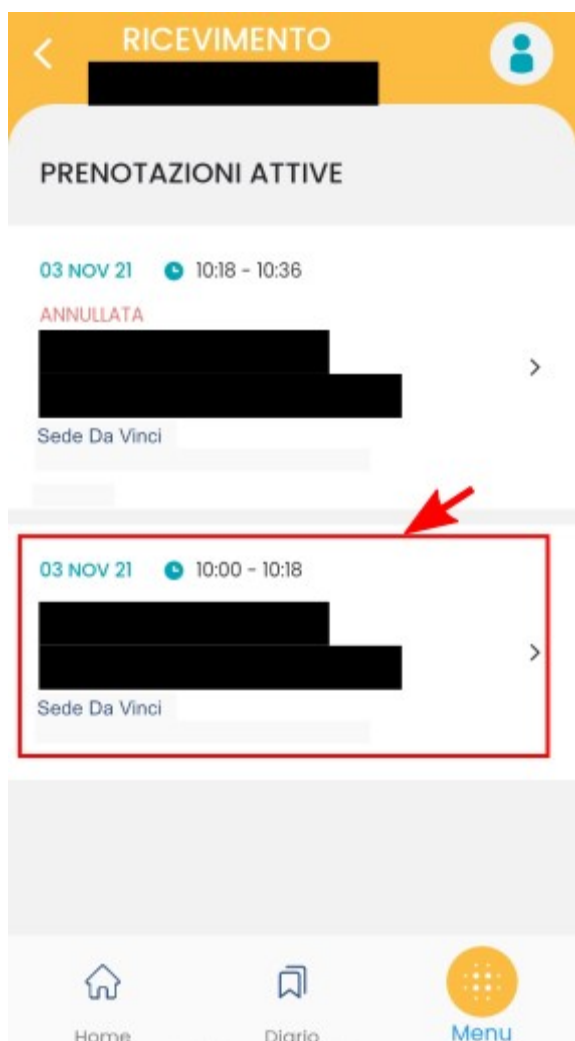 RICEVIMENTO
PRENOTAZIONI ATTIVE
03 NOV 21 10:18 - 10:36
ANNULLATA
Sede Da Vinci
03 NOV 21 10:00 - 10:18
Sede Da Vinci
Home Diario Menu